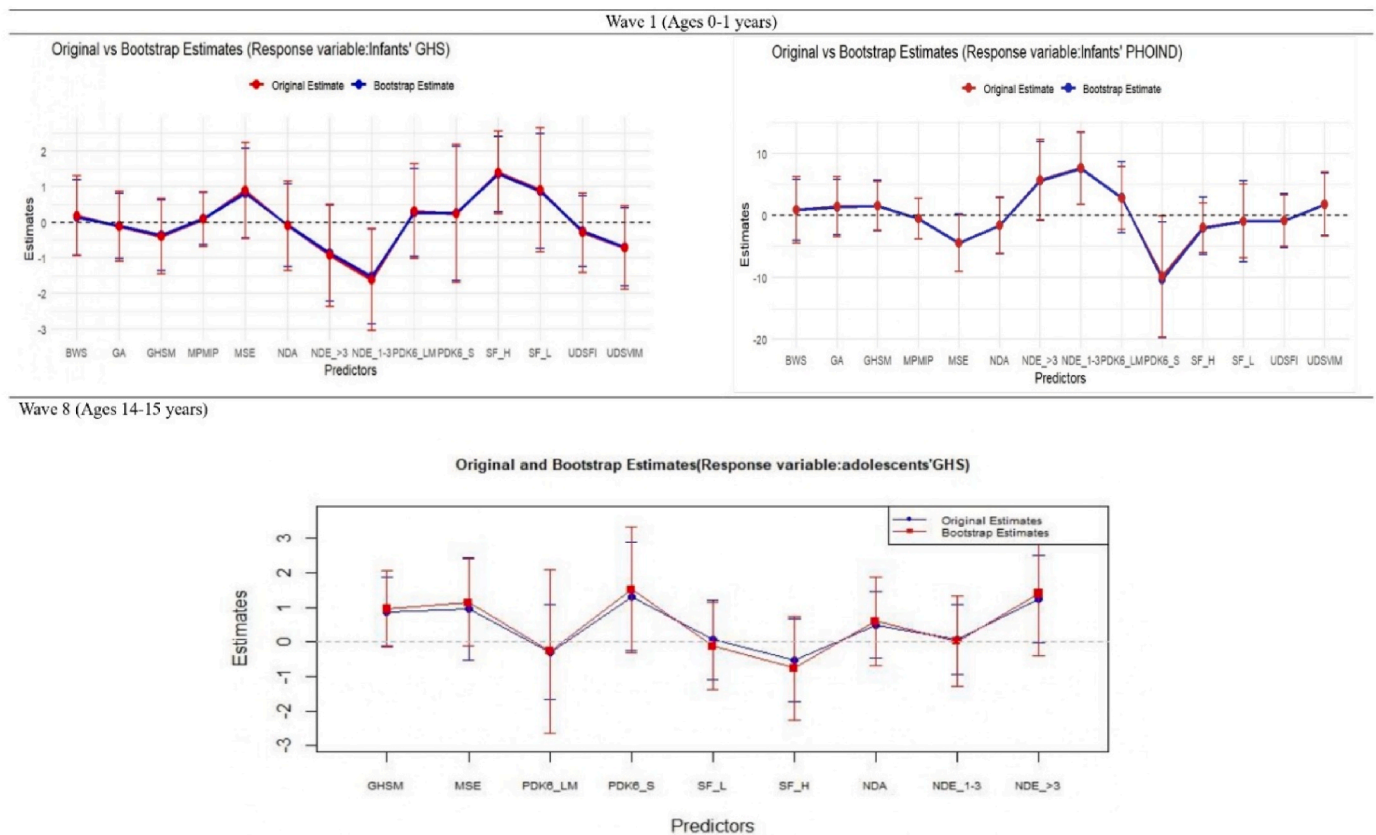 Wave 1 (Ages 0-1 years)
Original vs Bootstrap Estimates (Response variable:Infants' GHS)
Original Estimate Bootstrap Estimate
2
1
0
-1
-2
-3
Estimates
BWS GA GHSM MPMIP MSE NDA NDE_>3 NDE_1-3 PDK6_LM PDK6_S SF_H SF_L UDSFI UDSVIM
Predictors
Original vs Bootstrap Estimates (Response variable:Infants' PHOIND)
Original Estimate Bootstrap Estimate
10
0
-10
-20
Estimates
BWS GA GHSM MPMIP MSE NDA NDE_>3 NDE_1-3 PDK6_LM PDK6_S SF_H SF_L UDSFI UDSVIM
Predictors
Wave 8 (Ages 14-15 years)
Original and Bootstrap Estimates(Response variable:adolescents'GHS)
Original Estimates
Bootstrap Estimates
3
2
1
0
-1
-2
-3
Estimates
GHSM MSE PDK6_LM PDK6_S SF_L SF_H NDA NDE_1-3 NDE_>3
Predictors